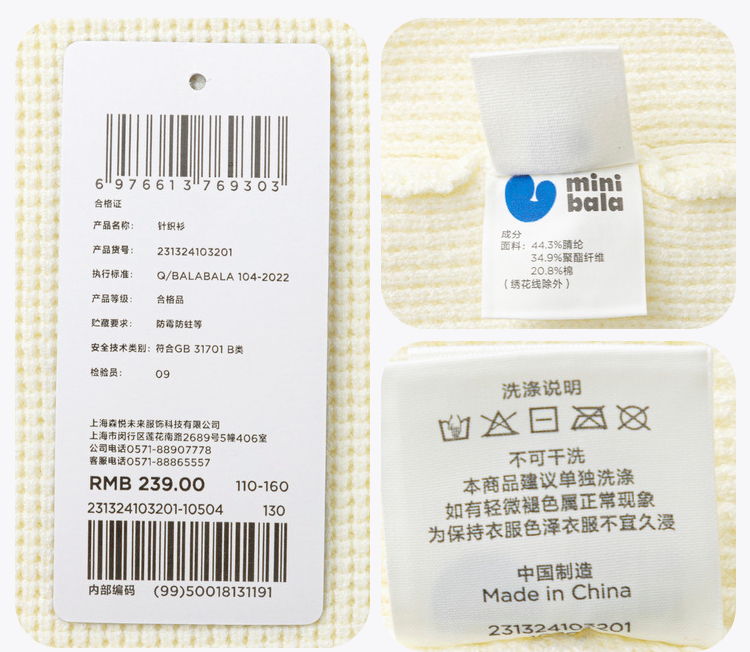 6 976613 769303
合格证
产品名称: 针织衫
产品货号: 231324103201
执行标准: Q/BALABALA 104-2022
产品等级: 合格品
贮藏要求: 防霉防蛀等
安全技术类别: 符合GB 31701 B类
检验员: 09
上海森悦未来服饰科技有限公司
上海市闵行区莲花南路2689号5幢406室
公司电话0571-88907778
客服电话0571-88865557
RMB 239.00 110-160
231324103201-10504 130
内部编码 (99)50018131191
mini
bala
成分
面料: 44.3%腈纶
34.9%聚酯纤维
20.8%棉
(绣花线除外)
洗涤说明
不可干洗
本商品建议单独洗涤
如有轻微褪色属正常现象
为保持衣服色泽衣服不宜久浸
中国制造
Made in China
231324103201